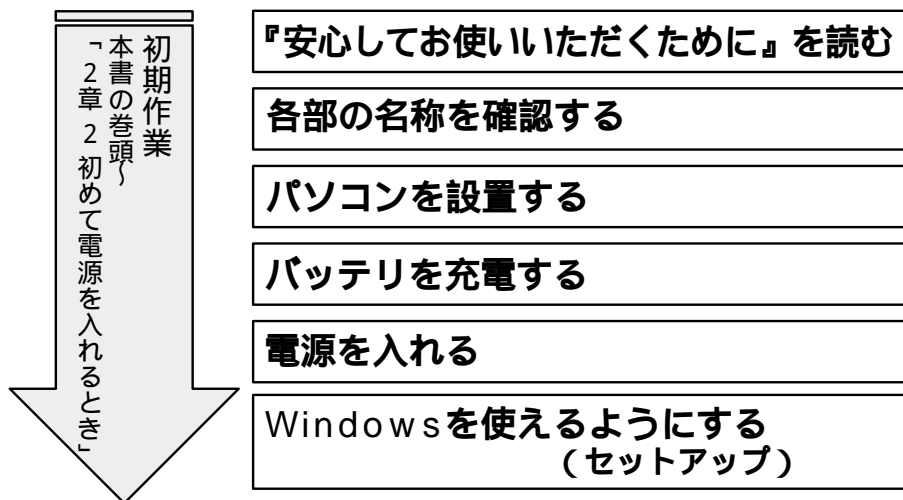 初期作業
本書の巻頭~
「2章 2 初めて電源を入れるとき」
『安心してお使いいただくために』を読む
各部の名称を確認する
パソコンを設置する
バッテリを充電する
電源を入れる
Windowsを使えるようにする
(セットアップ)